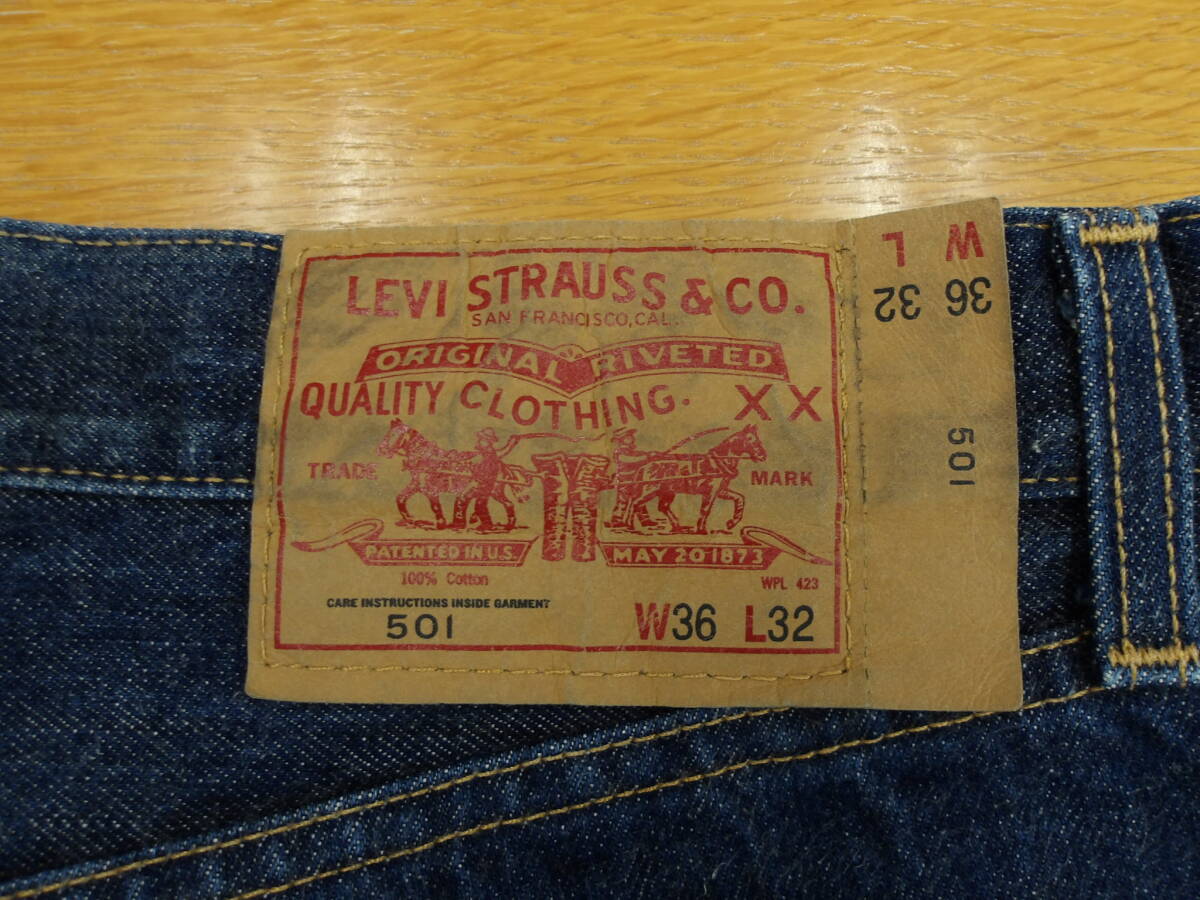 LEVI STRAUSS & CO.
SAN FRANCISCO, CAL.
ORIGINAL RIVETED
QUALITY CLOTHING. XX
TRADE MARK
PATENTED IN U.S. MAY 20 1873
100% Cotton WPL 423
CARE INSTRUCTIONS INSIDE GARMENT
501 W36 L32
W L
36 32
501